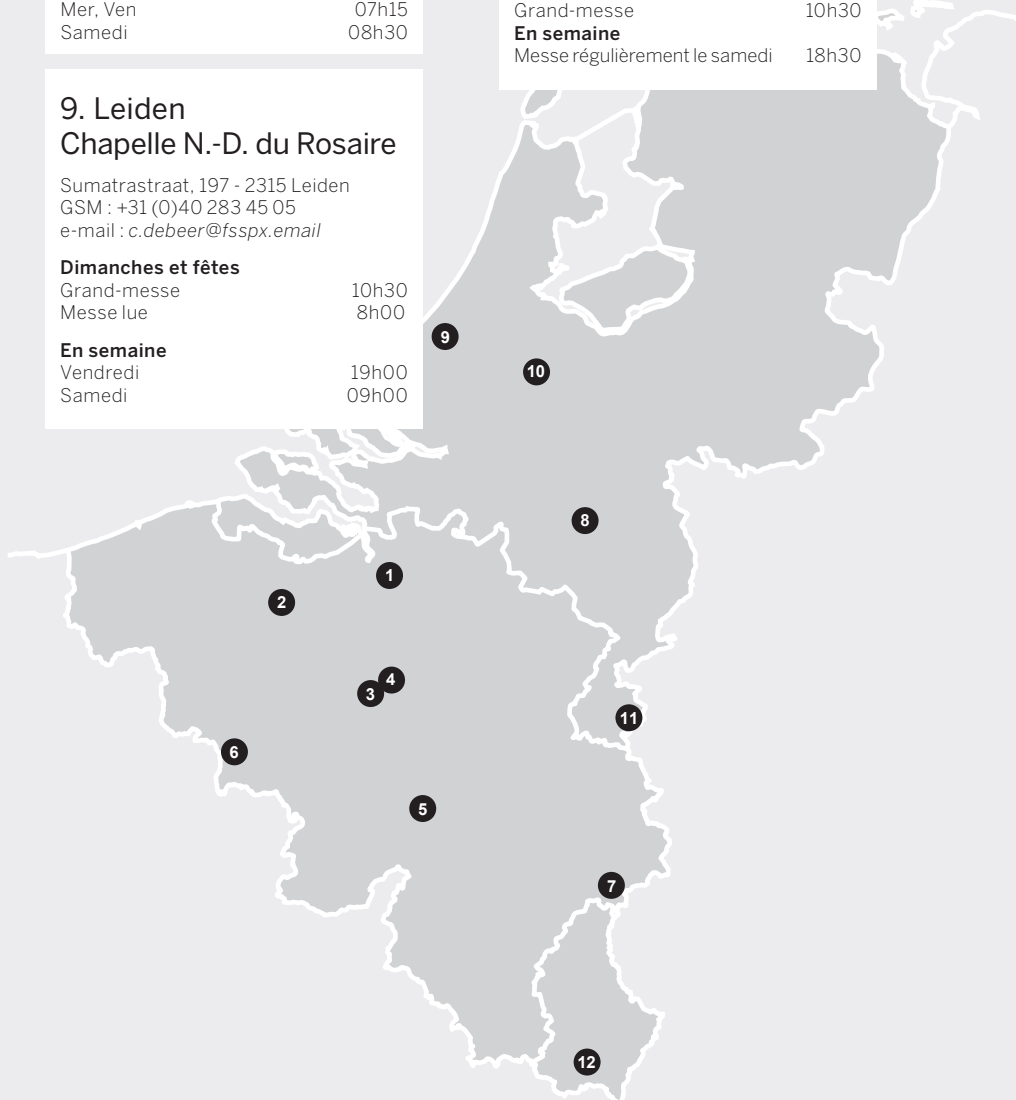 Mer, Ven 07h15
Samedi 08h30
9. Leiden
Chapelle N.-D. du Rosaire
Sumatrastraat, 197 - 2315 Leiden
GSM : +31 (0)40 283 45 05
e-mail : c.debeer@fsspx.email
Dimanches et fêtes
Grand-messe 10h30
Messe lue 8h00
En semaine
Vendredi 19h00
Samedi 09h00
Grand-messe 10h30
En semaine
Messe régulièrement le samedi 18h30
9
10
8
1
2
4
3
11
6
5
7
12